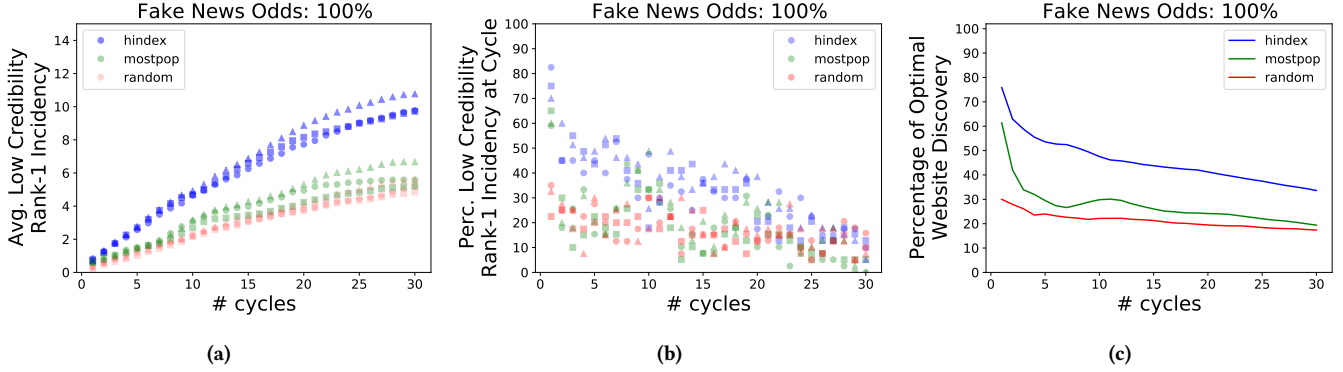 Fake News Odds: 100%
14
12
10
8
6
4
2
0
0 5 10 15 20 25 30
Avg. Low Credibility
Rank-1 Incidency
# cycles
hindex
mostpop
random
(a)
Fake News Odds: 100%
100
90
80
70
60
50
40
30
20
10
0
0 5 10 15 20 25 30
Perc. Low Credibility
Rank-1 Incidency at Cycle
# cycles
hindex
mostpop
random
(b)
Fake News Odds: 100%
100
90
80
70
60
50
40
30
20
10
0
0 5 10 15 20 25 30
Percentage of Optimal
Website Discovery
# cycles
hindex
mostpop
random
(c)